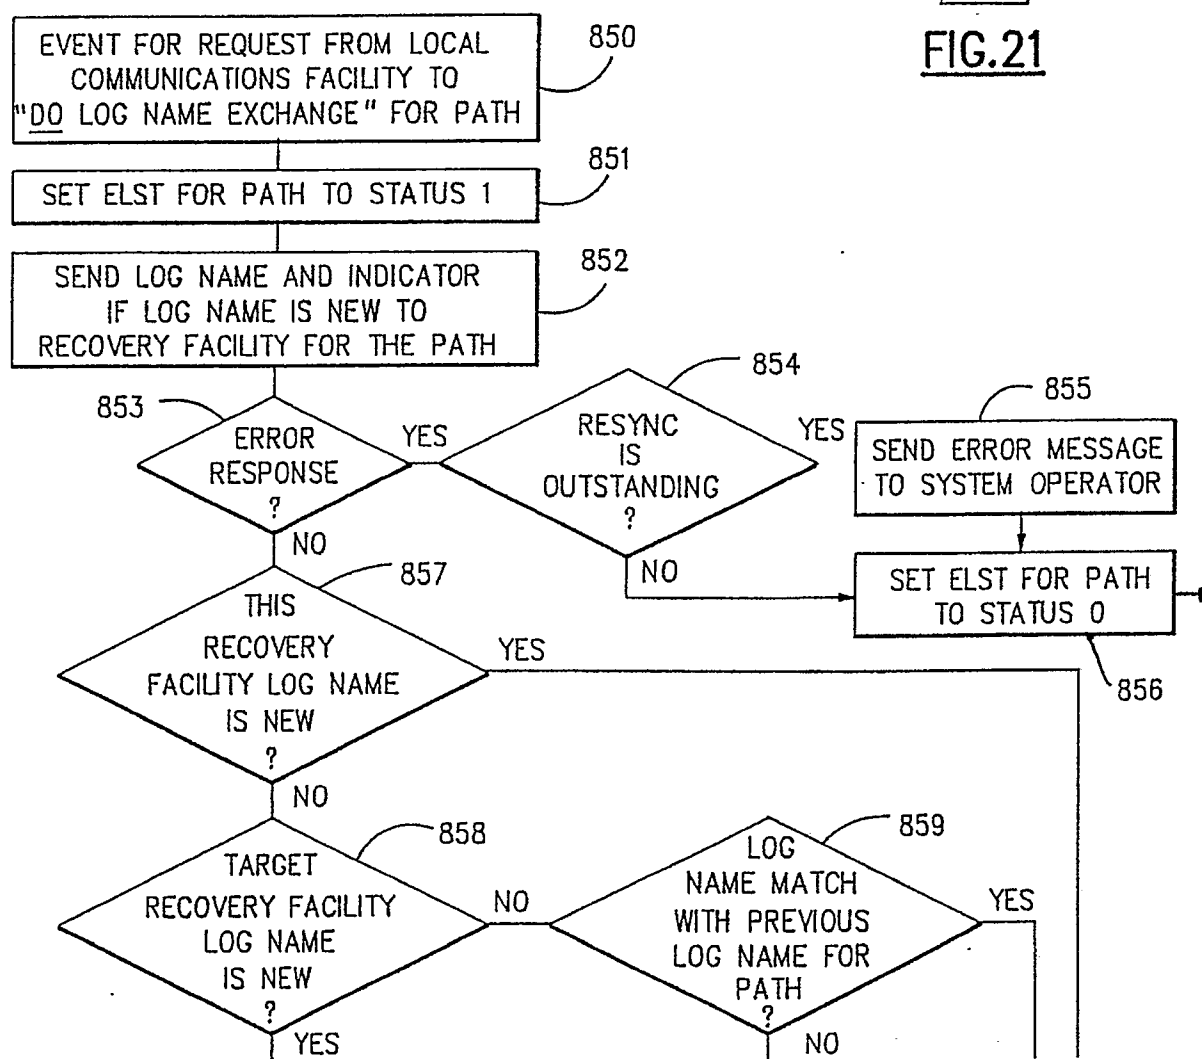 FIG.21
EVENT FOR REQUEST FROM LOCAL
COMMUNICATIONS FACILITY TO
"DO LOG NAME EXCHANGE" FOR PATH
850
SET ELST FOR PATH TO STATUS 1
851
SEND LOG NAME AND INDICATOR
IF LOG NAME IS NEW TO
RECOVERY FACILITY FOR THE PATH
852
853
ERROR
RESPONSE
?
YES
NO
854
RESYNC
IS
OUTSTANDING
?
YES
NO
855
SEND ERROR MESSAGE
TO SYSTEM OPERATOR
SET ELST FOR PATH
TO STATUS 0
856
857
THIS
RECOVERY
FACILITY LOG NAME
IS NEW
?
YES
NO
858
TARGET
RECOVERY FACILITY
LOG NAME
IS NEW
?
NO
YES
859
LOG
NAME MATCH
WITH PREVIOUS
LOG NAME FOR
PATH
?
YES
NO